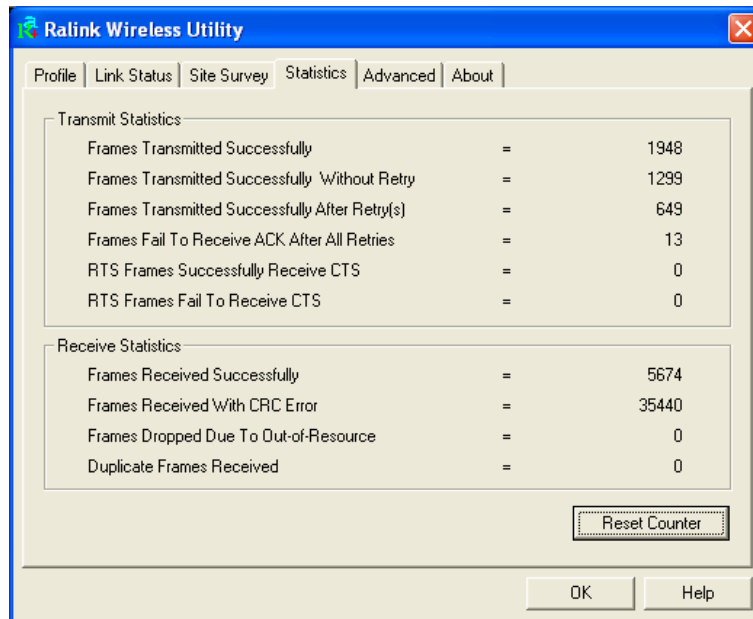 Ralink Wireless Utility
Profile Link Status Site Survey Statistics Advanced About
Transmit Statistics
Frames Transmitted Successfully = 1948
Frames Transmitted Successfully Without Retry = 1299
Frames Transmitted Successfully After Retry(s) = 649
Frames Fail To Receive ACK After All Retries = 13
RTS Frames Successfully Receive CTS = 0
RTS Frames Fail To Receive CTS = 0
Receive Statistics
Frames Received Successfully = 5674
Frames Received With CRC Error = 35440
Frames Dropped Due To Out-of-Resource = 0
Duplicate Frames Received = 0
Reset Counter
OK Help